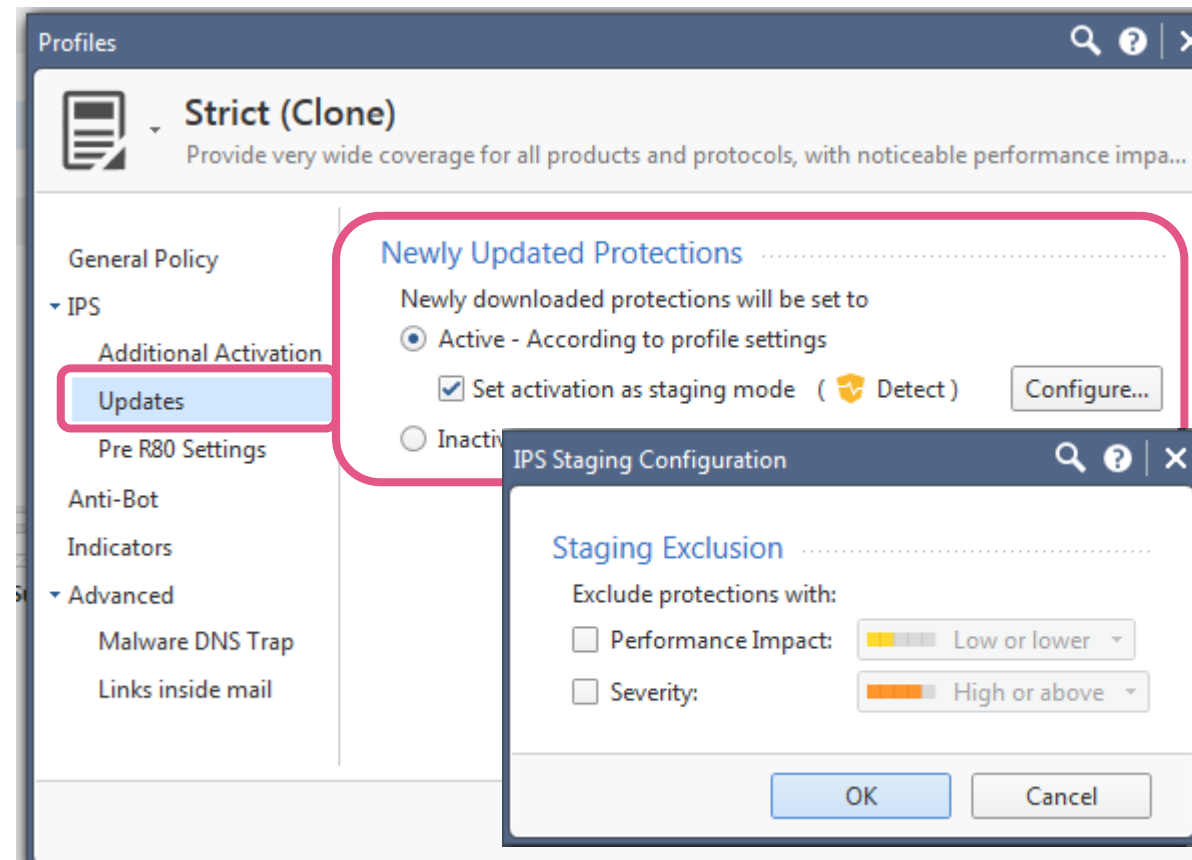 Profiles
Strict (Clone)
Provide very wide coverage for all products and protocols, with noticeable performance impa...
General Policy
IPS
Additional Activation
Updates
Pre R80 Settings
Anti-Bot
Indicators
Advanced
Malware DNS Trap
Links inside mail
Newly Updated Protections
Newly downloaded protections will be set to
Active - According to profile settings
Set activation as staging mode ( Detect )
Configure...
Inactiv
IPS Staging Configuration
Staging Exclusion
Exclude protections with:
Performance Impact: Low or lower
Severity: High or above
OK Cancel